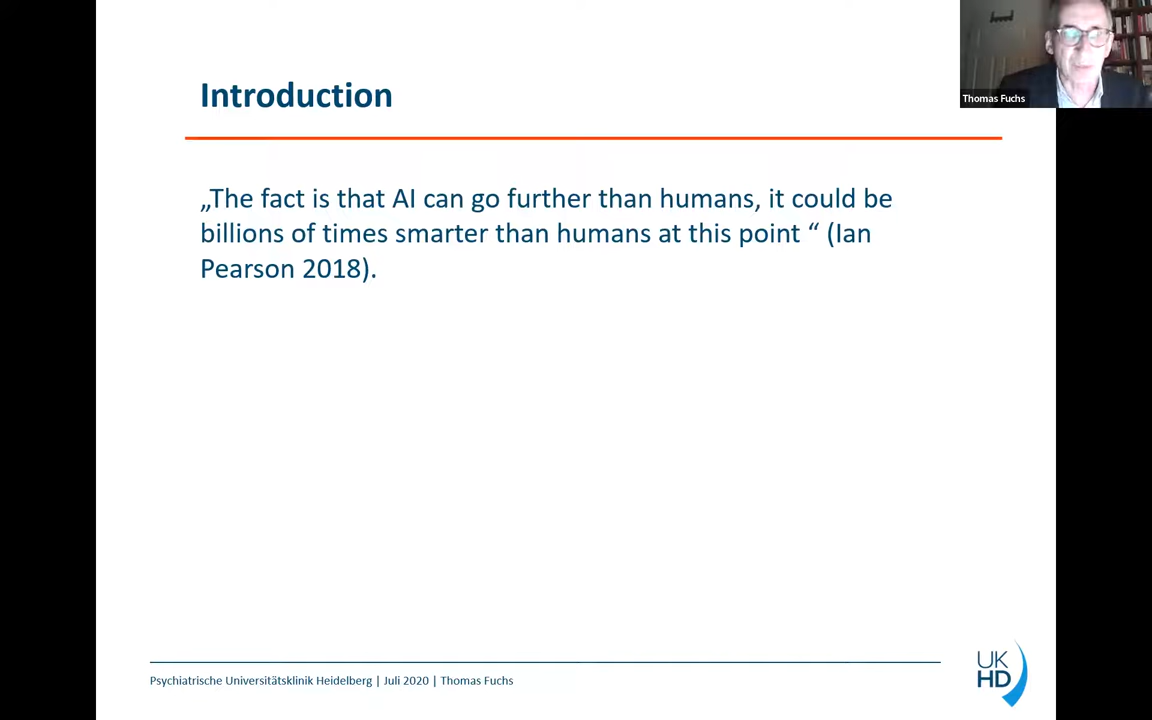 Thomas Fuchs
Introduction
„The fact is that AI can go further than humans, it could be
billions of times smarter than humans at this point “ (Ian
Pearson 2018).
Psychiatrische Universitätsklinik Heidelberg | Juli 2020 | Thomas Fuchs
UK
HD